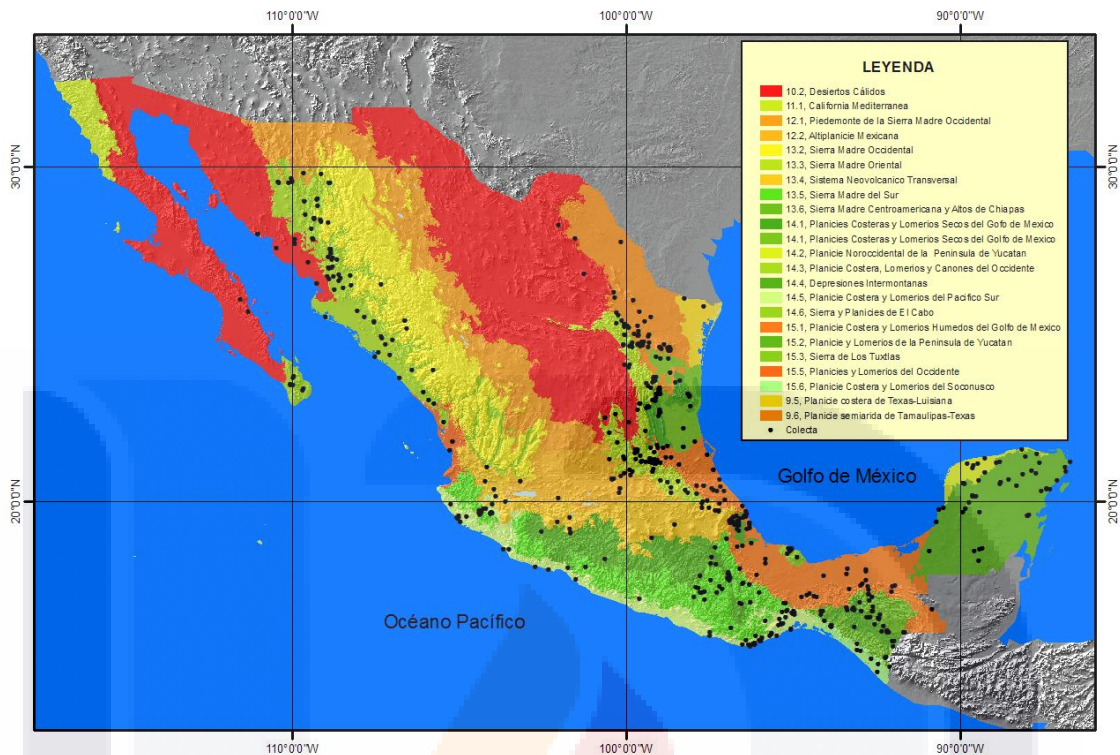 110°0'0"W 100°0'0"W 90°0'0"W
LEYENDA
10.2, Desiertos Cálidos
11.1, California Mediterranea
12.1, Piedemonte de la Sierra Madre Occidental
12.2, Altiplanicie Mexicana
13.2, Sierra Madre Occidental
13.3, Sierra Madre Oriental
13.4, Sistema Neovolcanico Transversal
13.5, Sierra Madre del Sur
13.6, Sierra Madre Centroamericana y Altos de Chiapas
14.1, Planicies Costeras y Lomerios Secos del Gofo de Mexico
14.1, Planicies Costeras y Lomerios Secos del Golfo de Mexico
14.2, Planicie Noroccidental de la Peninsula de Yucatan
14.3, Planicie Costera, Lomerios y Canones del Occidente
14.4, Depresiones Intermontanas
14.5, Planicie Costera y Lomerios del Pacifico Sur
14.6, Sierra y Planicies de El Cabo
15.1, Planicie Costera y Lomerios Humedos del Golfo de Mexico
15.2, Planicie y Lomerios de la Peninsula de Yucatan
15.3, Sierra de Los Tuxtlas
15.5, Planicies y Lomerios del Occidente
15.6, Planicie Costera y Lomerios del Soconusco
9.5, Planicie costera de Texas-Luisiana
9.6, Planicie semiarida de Tamaulipas-Texas
Colecta
30°0'0"N 30°0'0"N
Golfo de México
20°0'0"N 20°0'0"N
Océano Pacífico
110°0'0"W 100°0'0"W 90°0'0"W